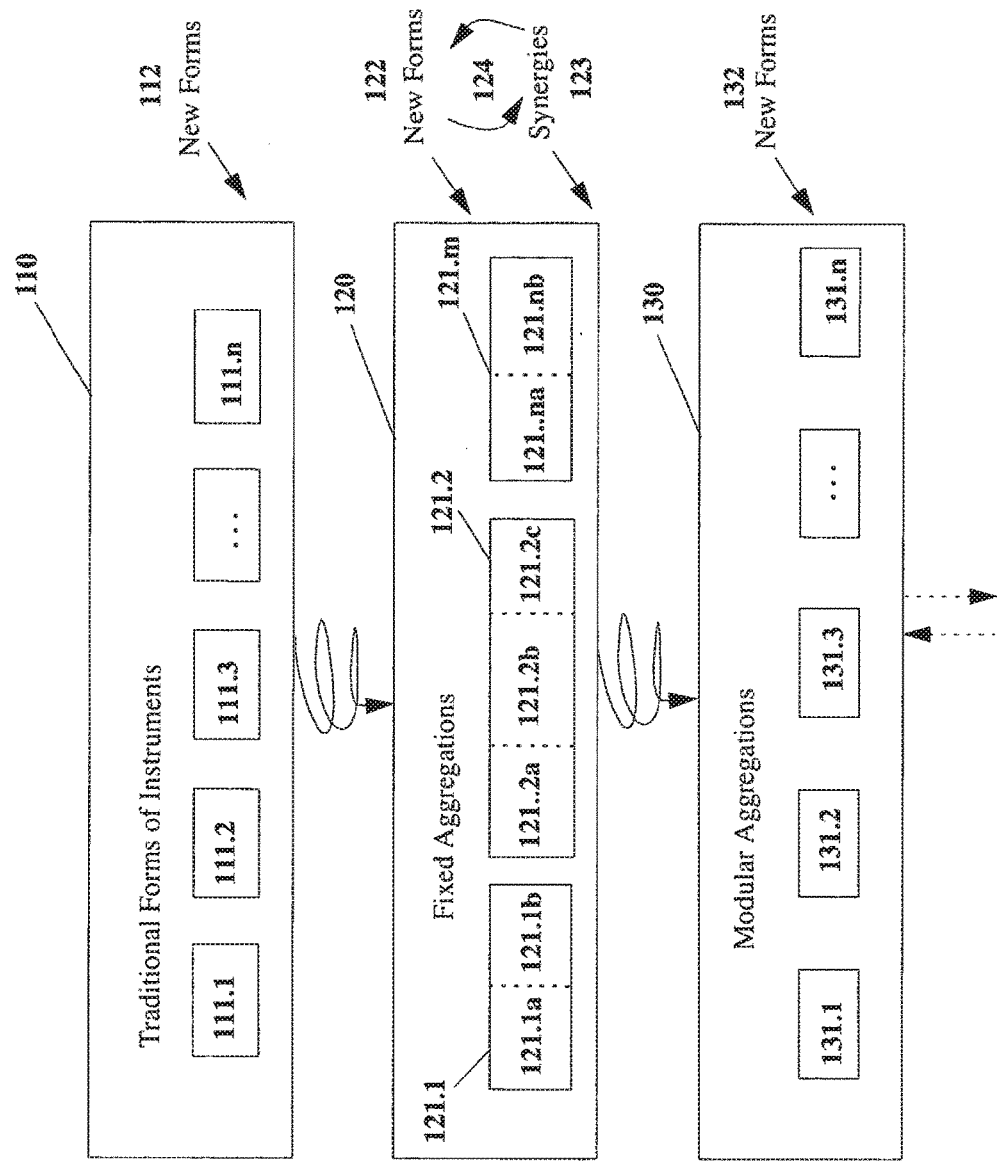 110
112
New Forms
Traditional Forms of Instruments
111.1
111.2
111.3
...
111.n
120
122
New Forms
124
Synergies
123
Fixed Aggregations
121.1
121.2
121.m
121.1a
121.1b
121..2a
121.2b
121.2c
121..na
121.nb
130
132
New Forms
Modular Aggregations
131.1
131.2
131.3
...
131.n